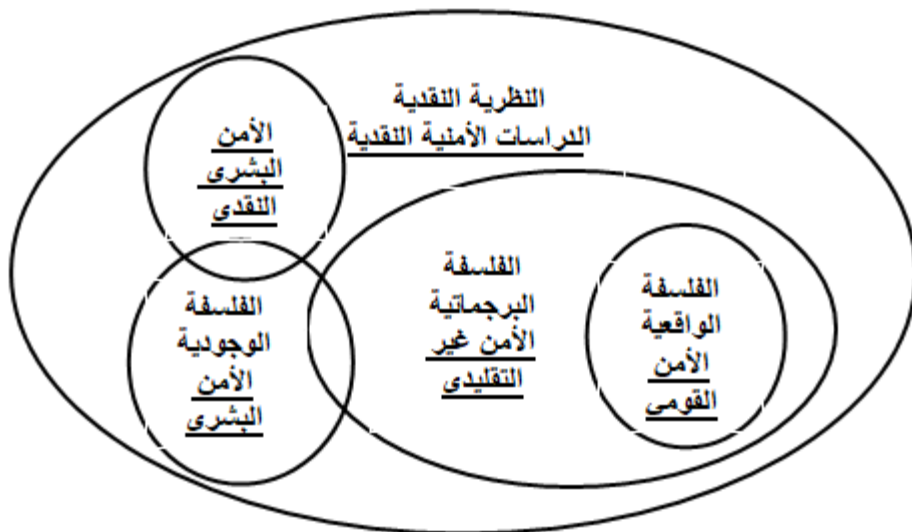 النظرية النقدية
الدراسات الأمنية النقدية
الأمن
البشرى
النقدى
الفلسفة
الواقعية
الأمن
القومى
الفلسفة
البرجماتية
الأمن غير
التقليدى
الفلسفة
الوجودية
الأمن
البشرى